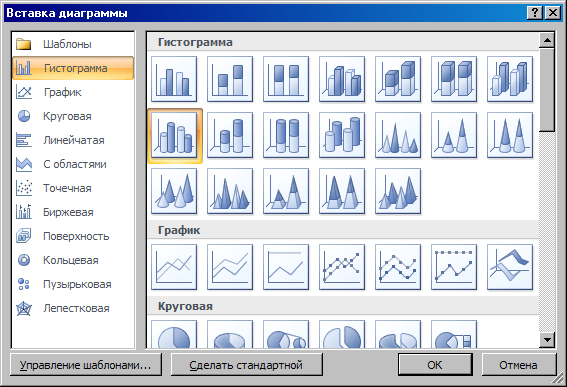 Вставка диаграммы
Шаблоны
Гистограмма
График
Круговая
Линейчатая
С областями
Точечная
Биржевая
Поверхность
Кольцевая
Пузырьковая
Лепестковая
Гистограмма
График
Круговая
Управление шаблонами...
Сделать стандартной
ОК
Отмена